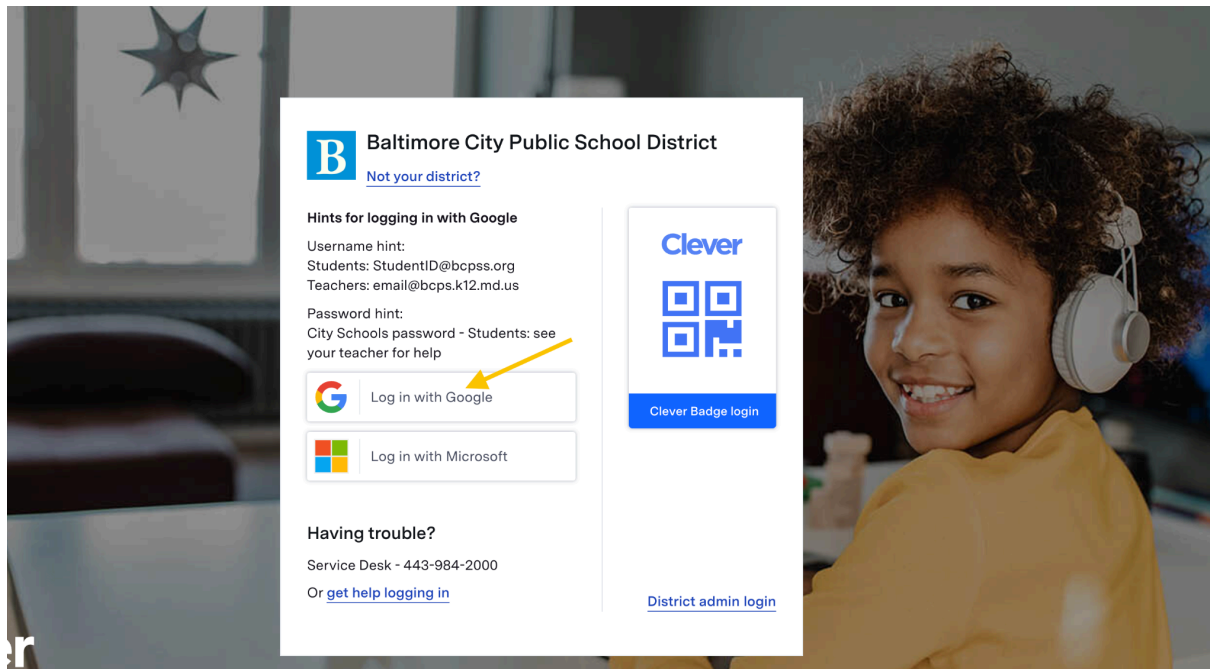 B
Baltimore City Public School District
Not your district?
Hints for logging in with Google
Username hint:
Students: StudentID@bcpss.org
Teachers: email@bcps.k12.md.us
Password hint:
City Schools password - Students: see
your teacher for help
Log in with Google
Log in with Microsoft
Having trouble?
Service Desk - 443-984-2000
Or get help logging in
Clever
Clever Badge login
District admin login
er